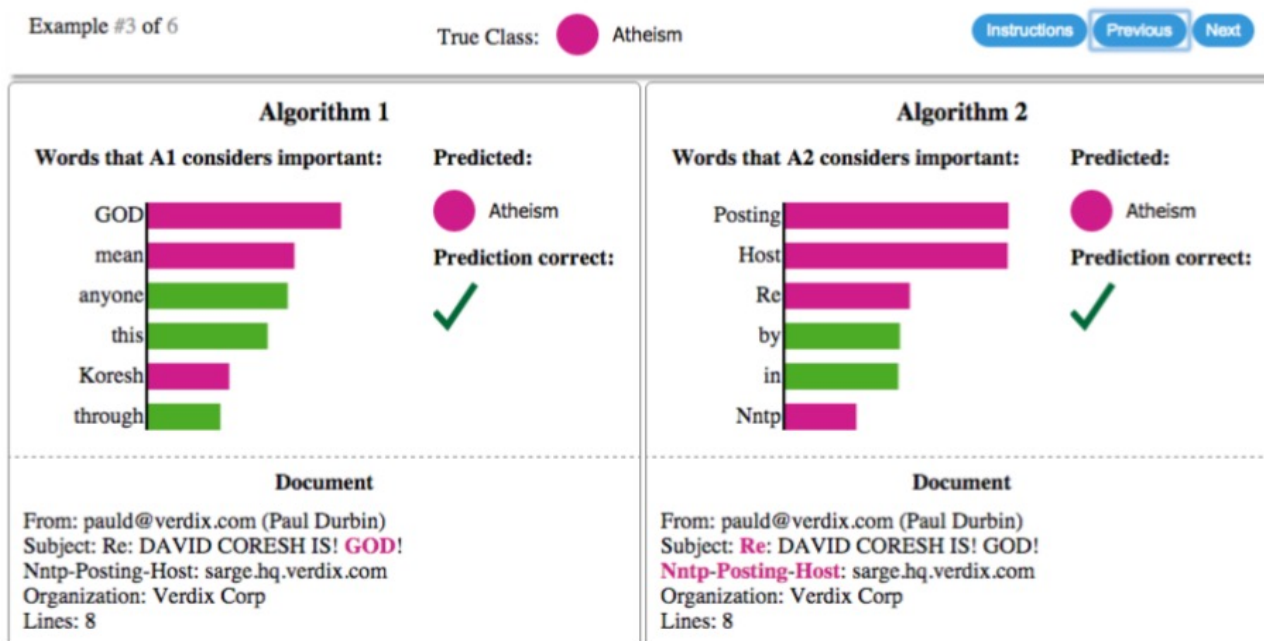 Example #3 of 6
True Class: Atheism
Instructions Previous Next
Algorithm 1
Words that A1 considers important: Predicted:
GOD
mean
anyone
this
Koresh
through
Atheism
Prediction correct:
Document
From: pauld@verdix.com (Paul Durbin)
Subject: Re: DAVID CORESH IS! GOD!
Nntp-Posting-Host: sarge.hq.verdix.com
Organization: Verdix Corp
Lines: 8
Algorithm 2
Words that A2 considers important: Predicted:
Posting
Host
Re
by
in
Nntp
Atheism
Prediction correct:
Document
From: pauld@verdix.com (Paul Durbin)
Subject: Re: DAVID CORESH IS! GOD!
Nntp-Posting-Host: sarge.hq.verdix.com
Organization: Verdix Corp
Lines: 8